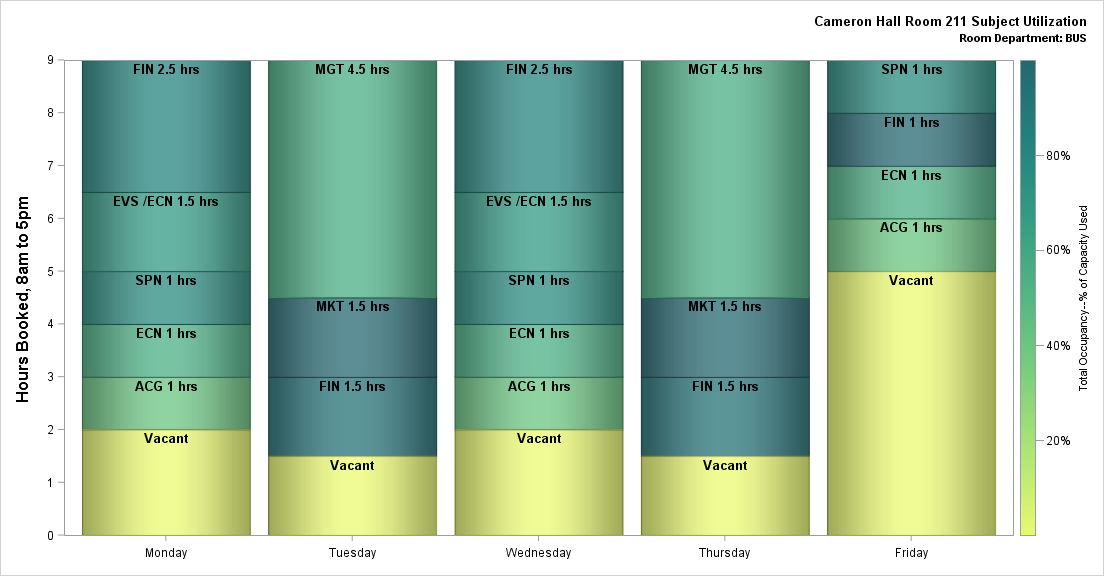 Cameron Hall Room 211 Subject Utilization
Room Department: BUS
Hours Booked, 8am to 5pm
9
8
7
6
5
4
3
2
1
0
FIN 2.5 hrs
EVS /ECN 1.5 hrs
SPN 1 hrs
ECN 1 hrs
ACG 1 hrs
Vacant
Monday
MGT 4.5 hrs
MKT 1.5 hrs
FIN 1.5 hrs
Vacant
Tuesday
FIN 2.5 hrs
EVS /ECN 1.5 hrs
SPN 1 hrs
ECN 1 hrs
ACG 1 hrs
Vacant
Wednesday
MGT 4.5 hrs
MKT 1.5 hrs
FIN 1.5 hrs
Vacant
Thursday
SPN 1 hrs
FIN 1 hrs
ECN 1 hrs
ACG 1 hrs
Vacant
Friday
80%
60%
40%
20%
Total Occupancy--% of Capacity Used